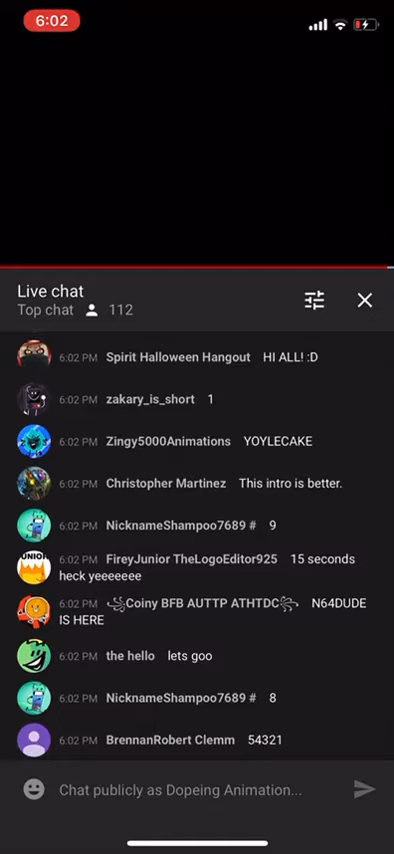 6:02
Live chat
Top chat 112
6:02 PM Spirit Halloween Hangout HI ALL! :D
6:02 PM zakary_is_short 1
6:02 PM Zingy5000Animations YOYLECAKE
6:02 PM Christopher Martinez This intro is better.
6:02 PM NicknameShampoo7689 # 9
UNIOR
6:02 PM FireyJunior TheLogoEditor925 15 seconds
heck yeeeeeee
6:02 PM ꧁Coiny BFB AUTTP ATHTDC꧂ N64DUDE
IS HERE
6:02 PM the hello lets goo
6:02 PM NicknameShampoo7689 # 8
6:02 PM BrennanRobert Clemm 54321
Chat publicly as Dopeing Animation...